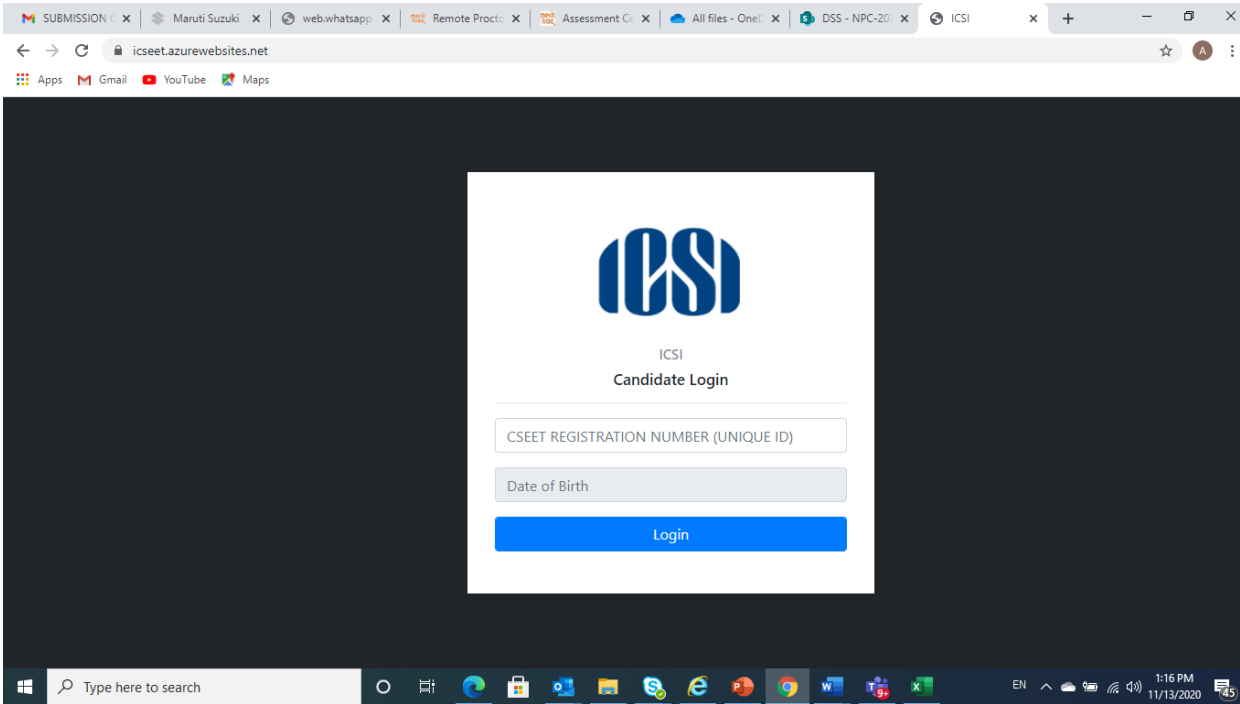 SUBMISSION
Maruti Suzuki
web.whatsapp
Remote Procto
Assessment Ce
All files - OneD
DSS - NPC-20
ICSI
icseet.azurewebsites.net
A
Apps
Gmail
YouTube
Maps
ICSI
ICSI
Candidate Login
CSEET REGISTRATION NUMBER (UNIQUE ID)
Date of Birth
Login
Type here to search
EN
1:16 PM
11/13/2020
45
9+